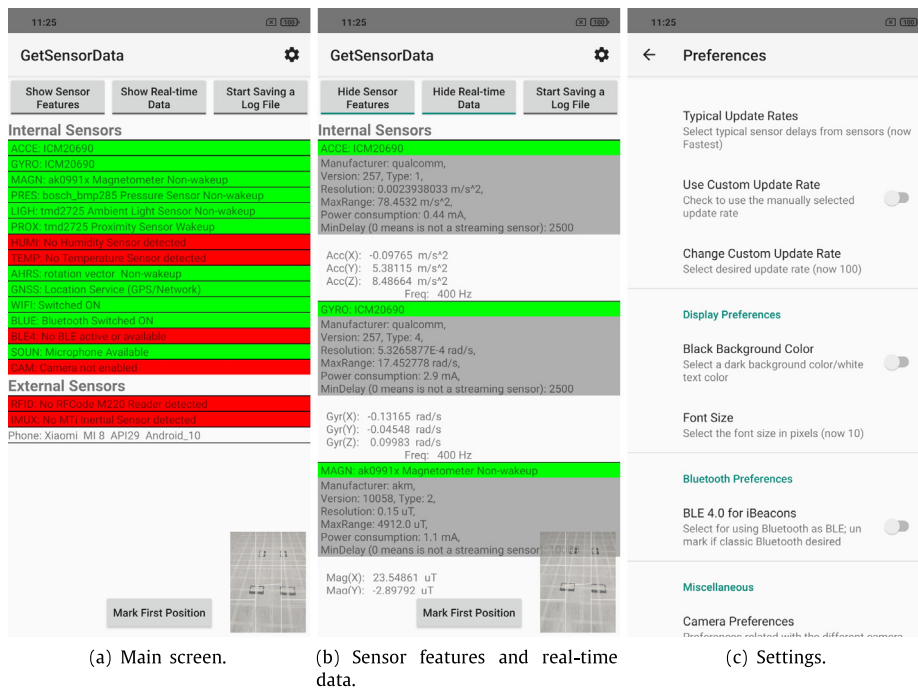 11:25
100
GetSensorData
Show Sensor Features
Show Real-time Data
Start Saving a Log File
Internal Sensors
ACCE: ICM20690
GYRO: ICM20690
MAGN: ak0991x Magnetometer Non-wakeup
PRES: bosch_bmp285 Pressure Sensor Non-wakeup
LIGH: tmd2725 Ambient Light Sensor Non-wakeup
PROX: tmd2725 Proximity Sensor Wakeup
HUMI: No Humidity Sensor detected
TEMP: No Temperature Sensor detected
AHRS: rotation vector Non-wakeup
GNSS: Location Service (GPS/Network)
WIFI: Switched ON
BLUE: Bluetooth Switched ON
BLE4: No BLE active or available
SOUN: Microphone Available
CAM: Camera not enabled
External Sensors
RFID: No RFCode M220 Reader detected
IMUX: No MTi Inertial Sensor detected
Phone: Xiaomi MI 8 API29 Android_10
Mark First Position
(a) Main screen.
11:25
100
GetSensorData
Hide Sensor Features
Hide Real-time Data
Start Saving a Log File
Internal Sensors
ACCE: ICM20690
Manufacturer: qualcomm,
Version: 257, Type: 1,
Resolution: 0.0023938033 m/s^2,
MaxRange: 78.4532 m/s^2,
Power consumption: 0.44 mA,
MinDelay (0 means is not a streaming sensor): 2500
Acc(X): -0.09765 m/s^2
Acc(Y): 5.38115 m/s^2
Acc(Z): 8.48664 m/s^2
Freq: 400 Hz
GYRO: ICM20690
Manufacturer: qualcomm,
Version: 257, Type: 4,
Resolution: 5.3265877E-4 rad/s,
MaxRange: 17.452778 rad/s,
Power consumption: 2.9 mA,
MinDelay (0 means is not a streaming sensor): 2500
Gyr(X): -0.13165 rad/s
Gyr(Y): -0.04548 rad/s
Gyr(Z): 0.09983 rad/s
Freq: 400 Hz
MAGN: ak0991x Magnetometer Non-wakeup
Manufacturer: akm,
Version: 10058, Type: 2,
Resolution: 0.15 uT,
MaxRange: 4912.0 uT,
Power consumption: 1.1 mA,
MinDelay (0 means is not a streaming sensor)
Mag(X): 23.54861 uT
Mag(Y): -2.89792 uT
Mark First Position
(b) Sensor features and real-time
data.
11:25
100
Preferences
Typical Update Rates
Select typical sensor delays from sensors (now
Fastest)
Use Custom Update Rate
Check to use the manually selected
update rate
Change Custom Update Rate
Select desired update rate (now 100)
Display Preferences
Black Background Color
Select a dark background color/white
text color
Font Size
Select the font size in pixels (now 10)
Bluetooth Preferences
BLE 4.0 for iBeacons
Select for using Bluetooth as BLE; un
mark if classic Bluetooth desired
Miscellaneous
Camera Preferences
Preferences related with the different camera
(c) Settings.